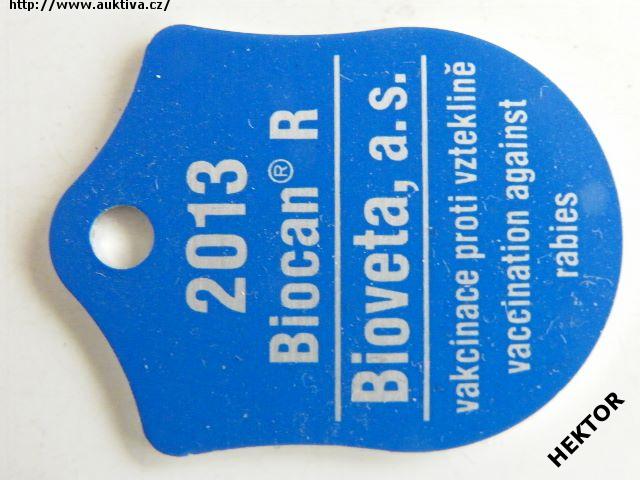 http://www.auktiva.cz/
2013
Biocan® R
Bioveta, a.s.
vakcinace proti vzteklině
vaccination against
rabies
HEKTOR